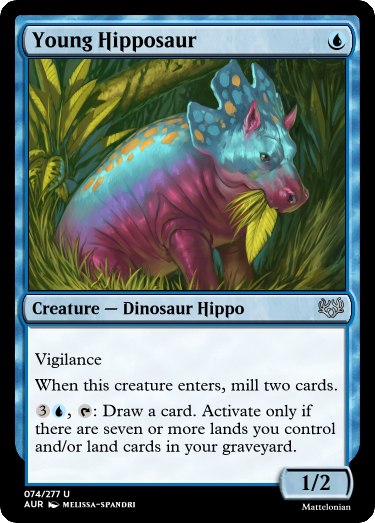 Young Hipposaur
Creature — Dinosaur Hippo
Vigilance
When this creature enters, mill two cards.
3, : Draw a card. Activate only if
there are seven or more lands you control
and/or land cards in your graveyard.
1/2
074/277 U
AUR MELISSA-SPANDRI
Mattelonian